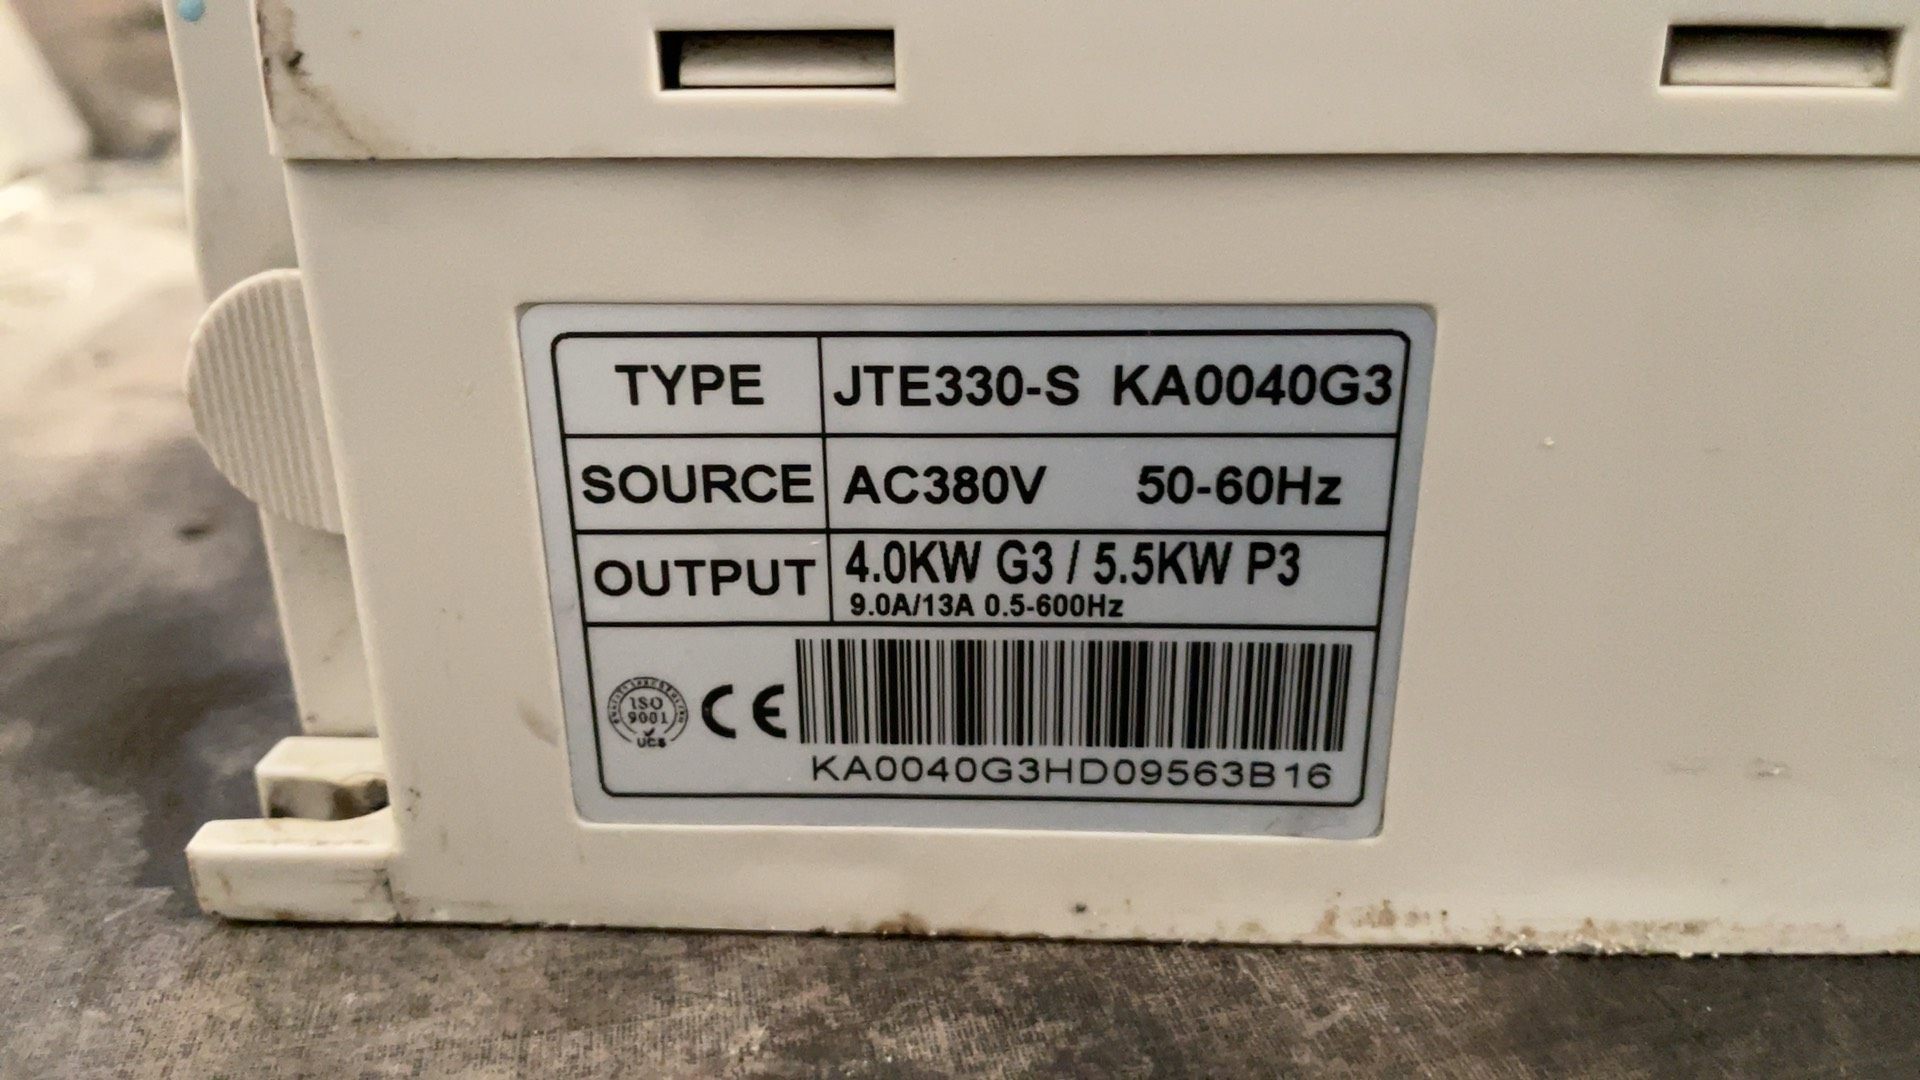 TYPE JTE330-S KA0040G3
SOURCE AC380V 50-60Hz
OUTPUT 4.0KW G3 / 5.5KW P3
9.0A/13A 0.5-600Hz
ISO
9001
UCS
CE
KA0040G3HD09563B16